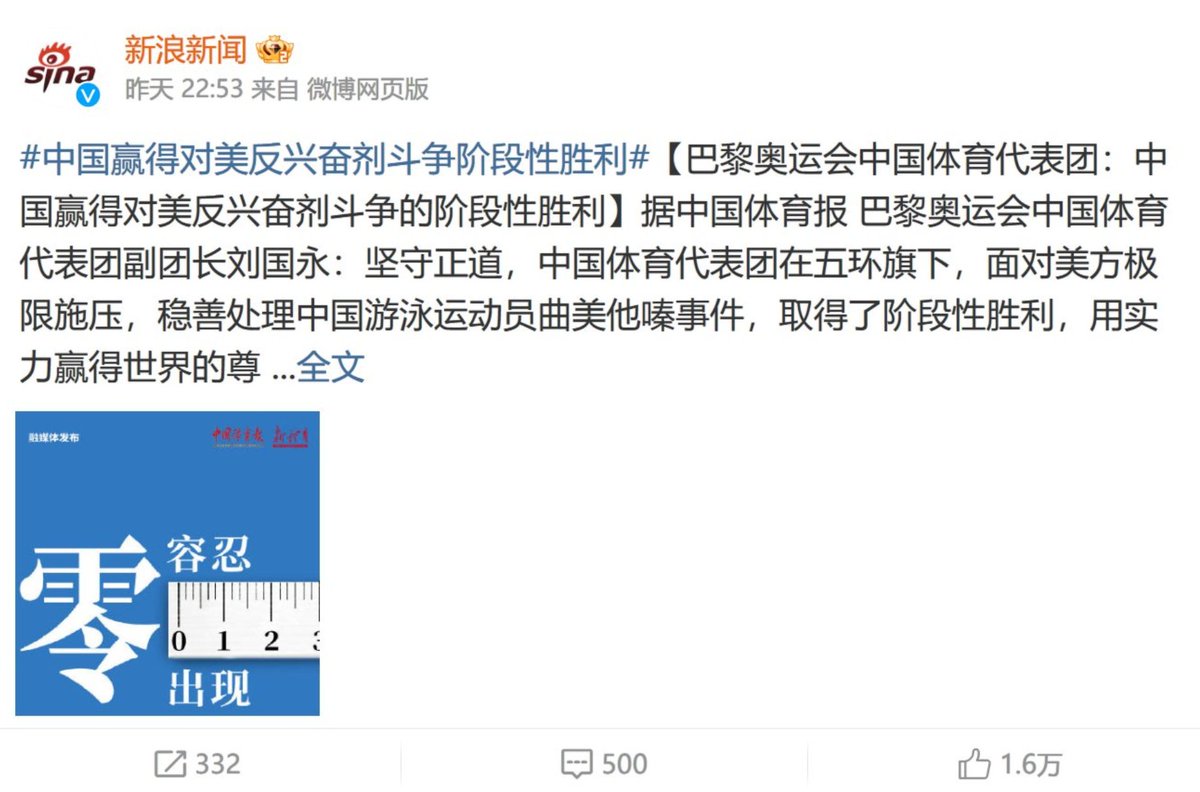 sina
新浪新闻
昨天 22:53 来自 微博网页版
#中国赢得对美反兴奋剂斗争阶段性胜利#【巴黎奥运会中国体育代表团：中
国赢得对美反兴奋剂斗争的阶段性胜利】据中国体育报 巴黎奥运会中国体育
代表团副团长刘国永：坚守正道，中国体育代表团在五环旗下，面对美方极
限施压，稳善处理中国游泳运动员曲美他嗪事件，取得了阶段性胜利，用实
力赢得世界的尊 ...全文
融媒体发布
中国体育报 新体育
零
容忍
0 1 2 3
出现
332 500 1.6万